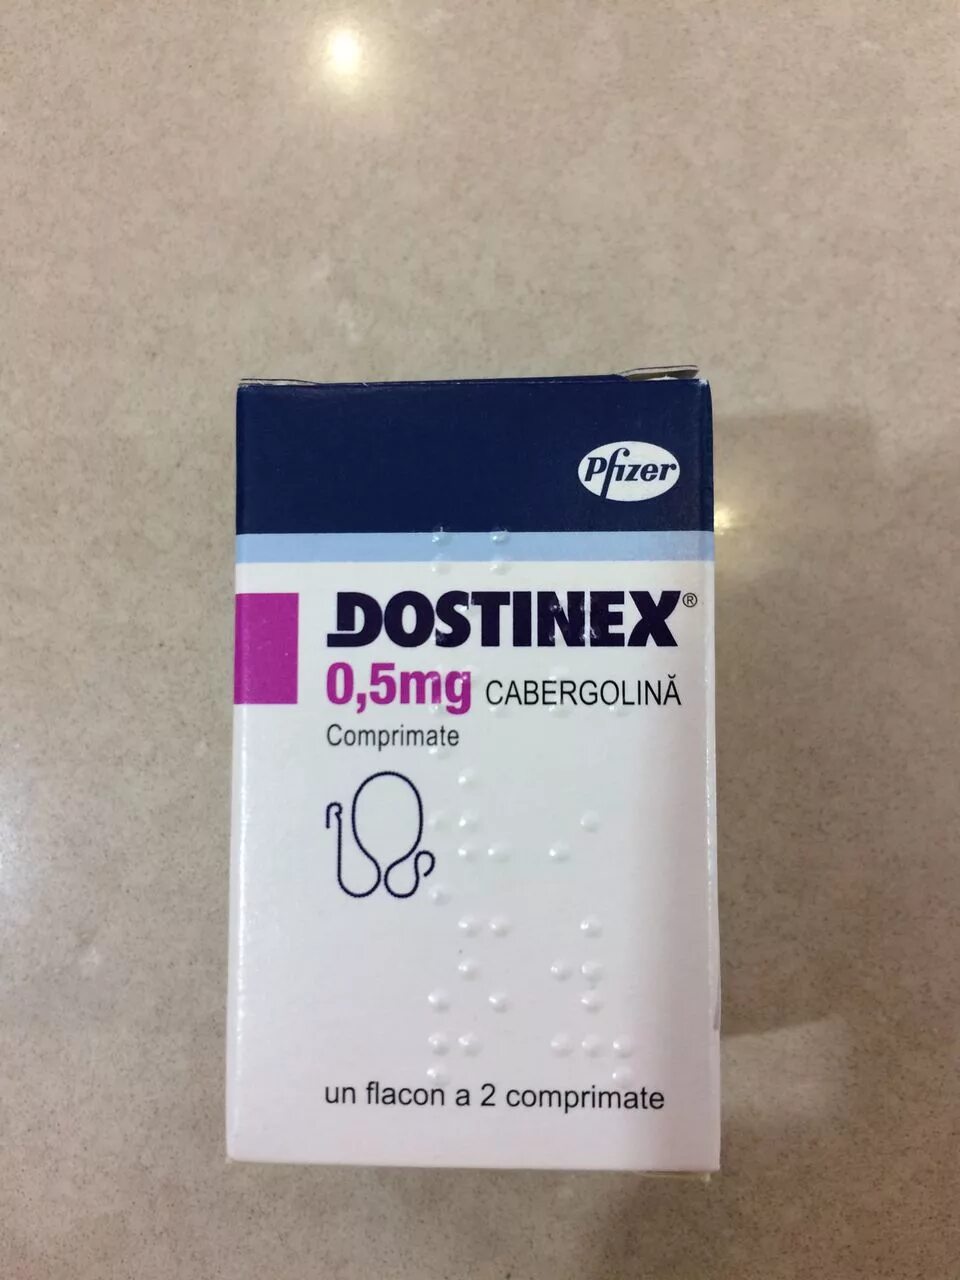 Pfizer
DOSTINEX®
0,5mg CABERGOLINĂ
Comprimate
un flacon a 2 comprimate